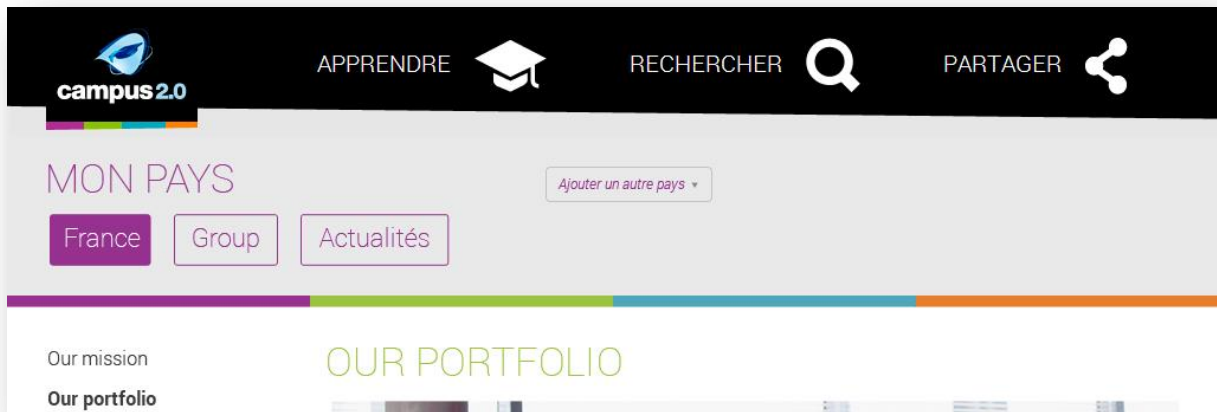 campus 2.0
APPRENDRE
RECHERCHER
PARTAGER
MON PAYS
Ajouter un autre pays
France
Group
Actualités
Our mission
Our portfolio
OUR PORTFOLIO